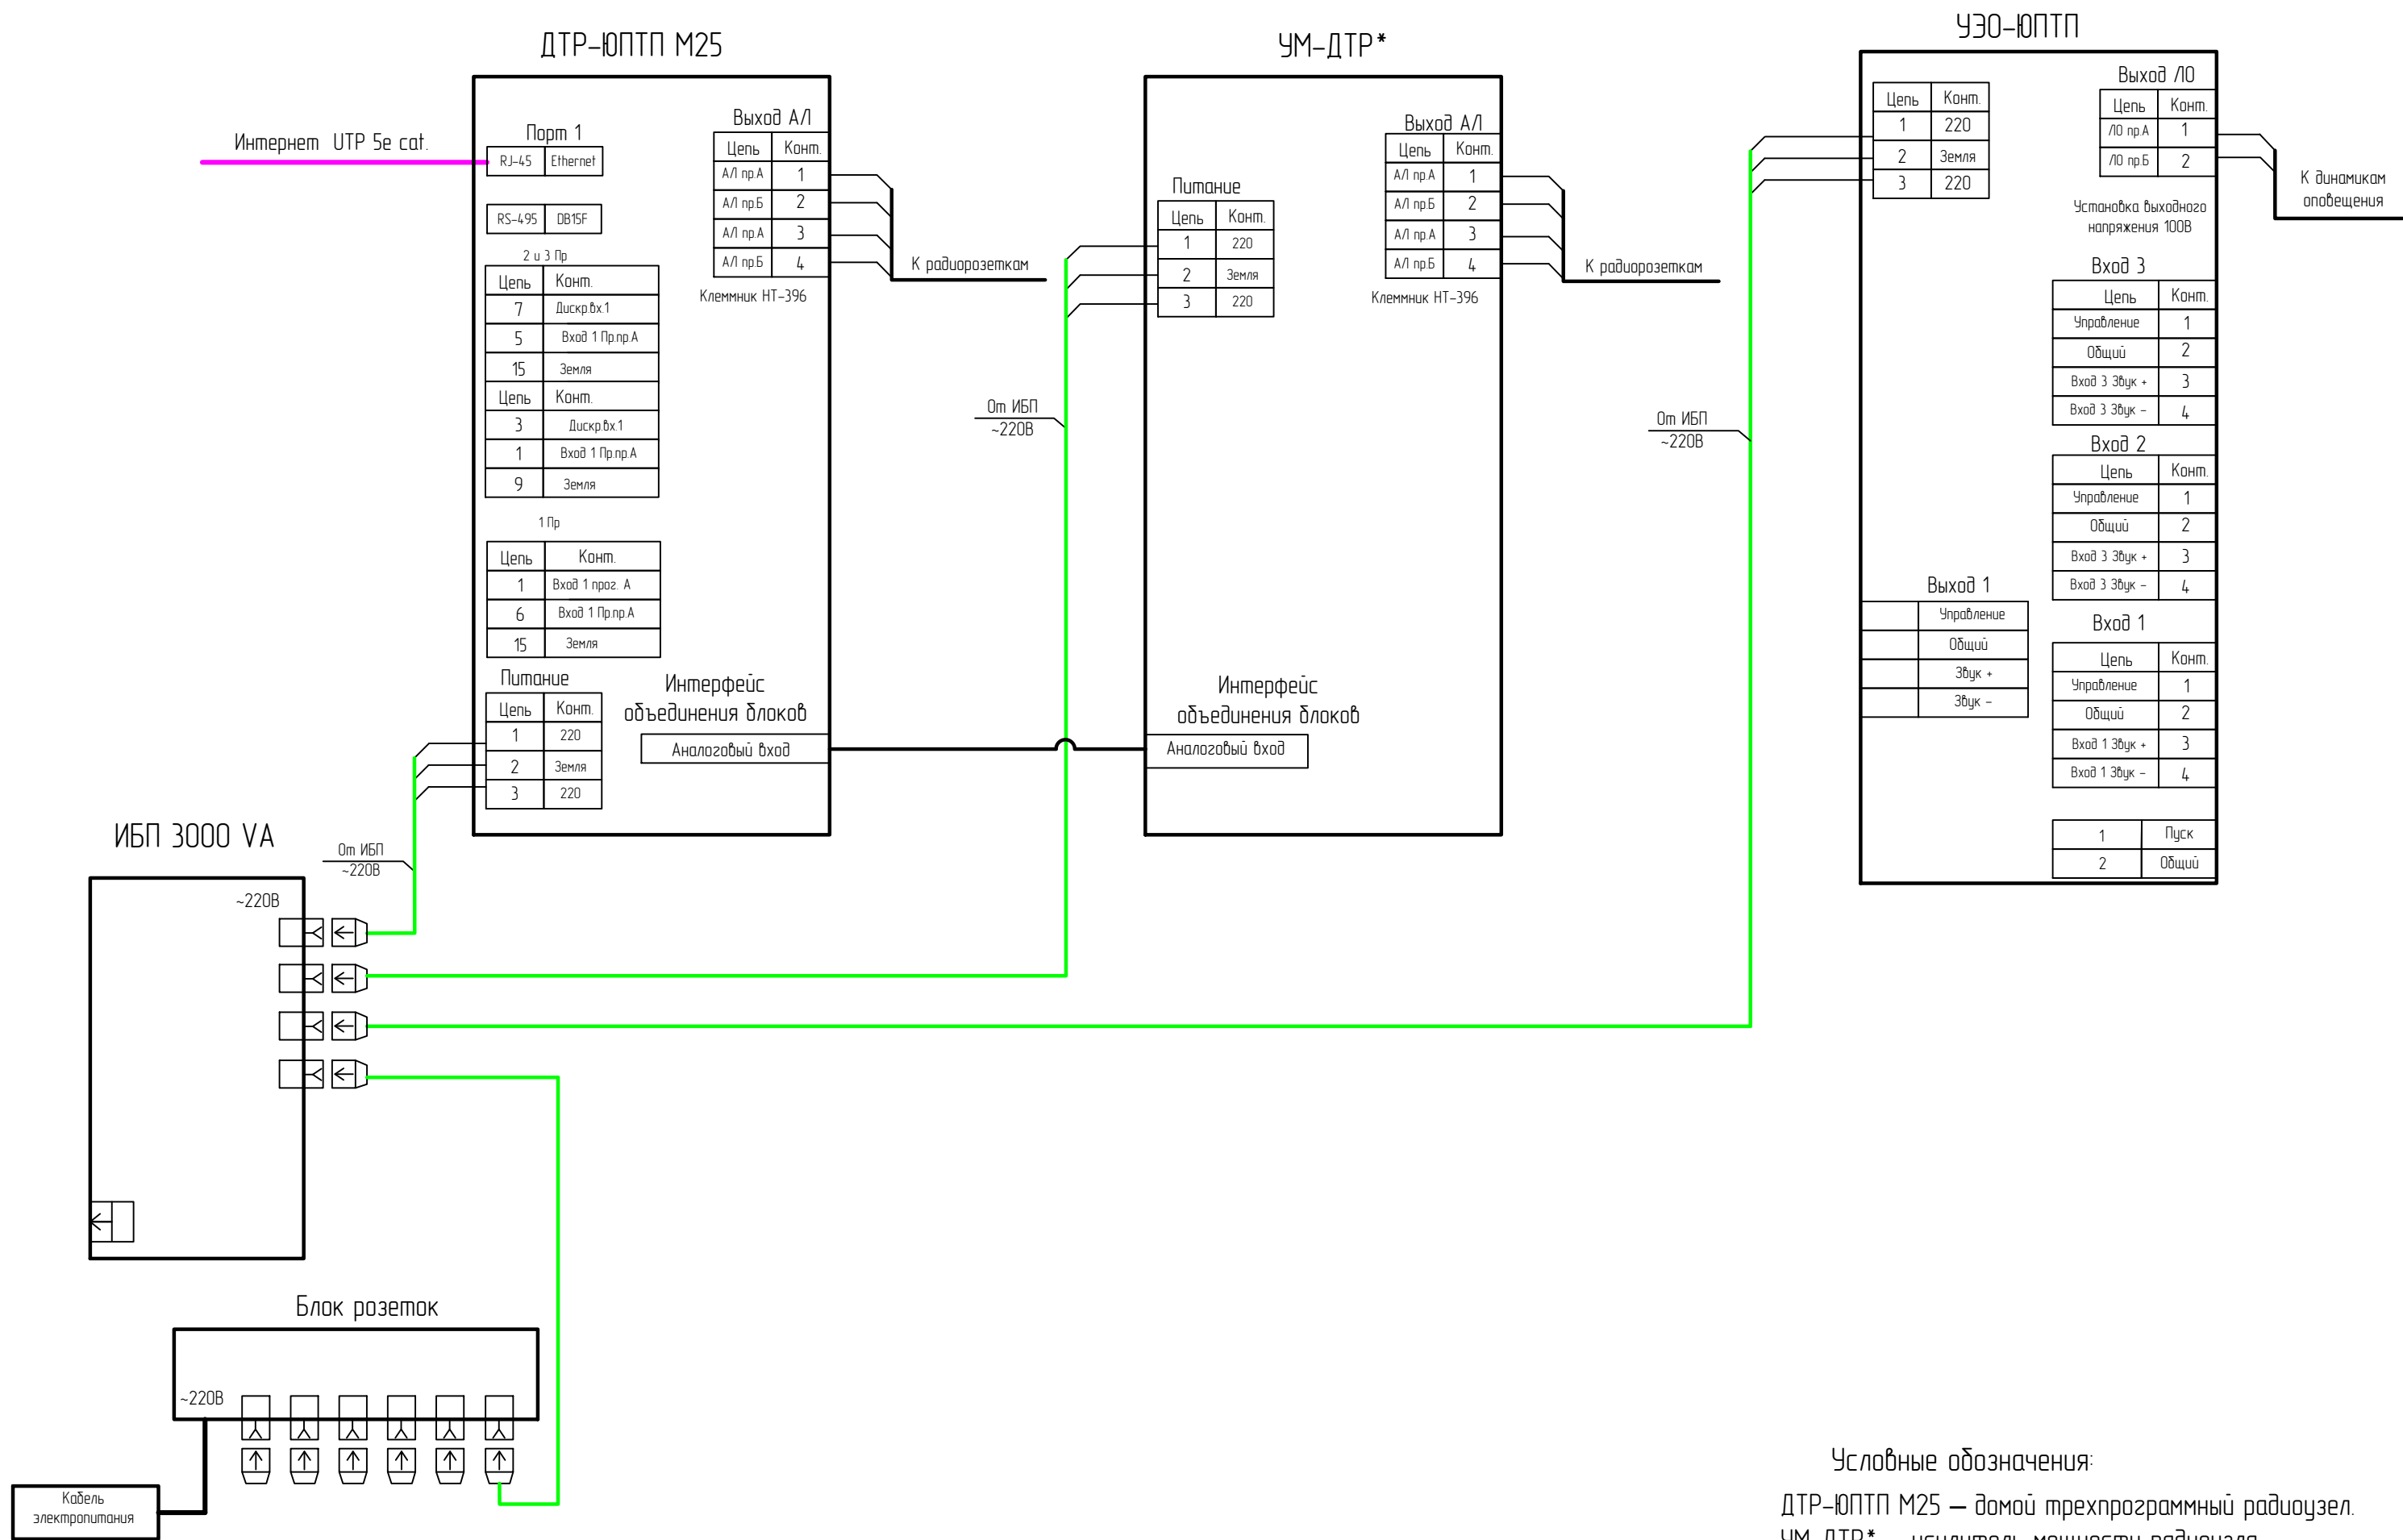 ДТР-ЮПТП М25
Интернет UTP 5e cat.
Порт 1
RJ-45 Ethernet
RS-495 DB15F
2 и 3 Пр
Цепь Конт.
7 Дискр.вх.1
5 Вход 1 Пр.пр.А
15 Земля
Цепь Конт.
3 Дискр.вх.1
1 Вход 1 Пр.пр.А
9 Земля
1 Пр
Цепь Конт.
1 Вход 1 прог. А
6 Вход 1 Пр.пр.А
15 Земля
Питание
Цепь Конт.
1 220
2 Земля
3 220
Выход А/Л
Цепь Конт.
А/Л пр.А 1
А/Л пр.Б 2
А/Л пр.А 3
А/Л пр.Б 4
Клеммник НТ-396
К радиорозеткам
Интерфейс
объединения блоков
Аналоговый вход
УМ-ДТР*
Питание
Цепь Конт.
1 220
2 Земля
3 220
От ИБП
~220В
Выход А/Л
Цепь Конт.
А/Л пр.А 1
А/Л пр.Б 2
А/Л пр.А 3
А/Л пр.Б 4
Клеммник НТ-396
К радиорозеткам
Интерфейс
объединения блоков
Аналоговый вход
УЭО-ЮПТП
Цепь Конт.
1 220
2 Земля
3 220
От ИБП
~220В
Выход ЛО
Цепь Конт.
ЛО пр.А 1
ЛО пр.Б 2
К динамикам
оповещения
Установка выходного
напряжения 100В
Вход 3
Цепь Конт.
Управление 1
Общий 2
Вход 3 Звук + 3
Вход 3 Звук - 4
Вход 2
Цепь Конт.
Управление 1
Общий 2
Вход 3 Звук + 3
Вход 3 Звук - 4
Выход 1
Управление
Общий
Звук +
Звук -
Вход 1
Цепь Конт.
Управление 1
Общий 2
Вход 1 Звук + 3
Вход 1 Звук - 4
1 Пуск
2 Общий
ИБП 3000 VA
От ИБП
~220В
~220В
Блок розеток
~220В
Кабель
электропитания
Условные обозначения:
ДТР-ЮПТП М25 — домой трехпрограммный радиоузел.
УМ-ДТР* — усилитель мощности радиоузла